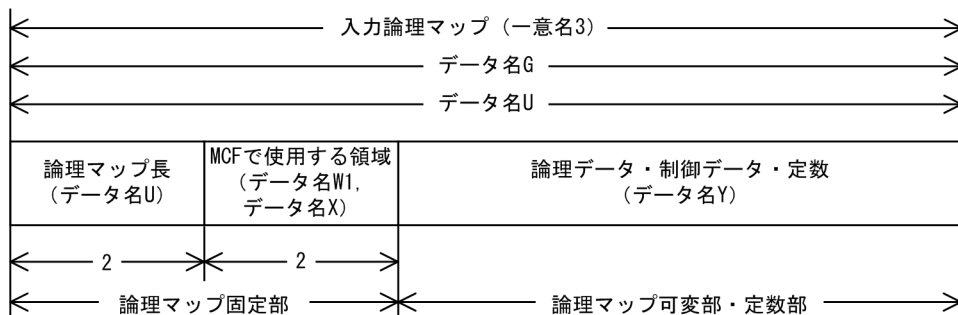 入力論理マップ（一意名3）
データ名G
データ名U
論理マップ長
（データ名U）
MCFで使用する領域
（データ名W1，
データ名X）
論理データ・制御データ・定数
（データ名Y）
2
2
論理マップ固定部
論理マップ可変部・定数部